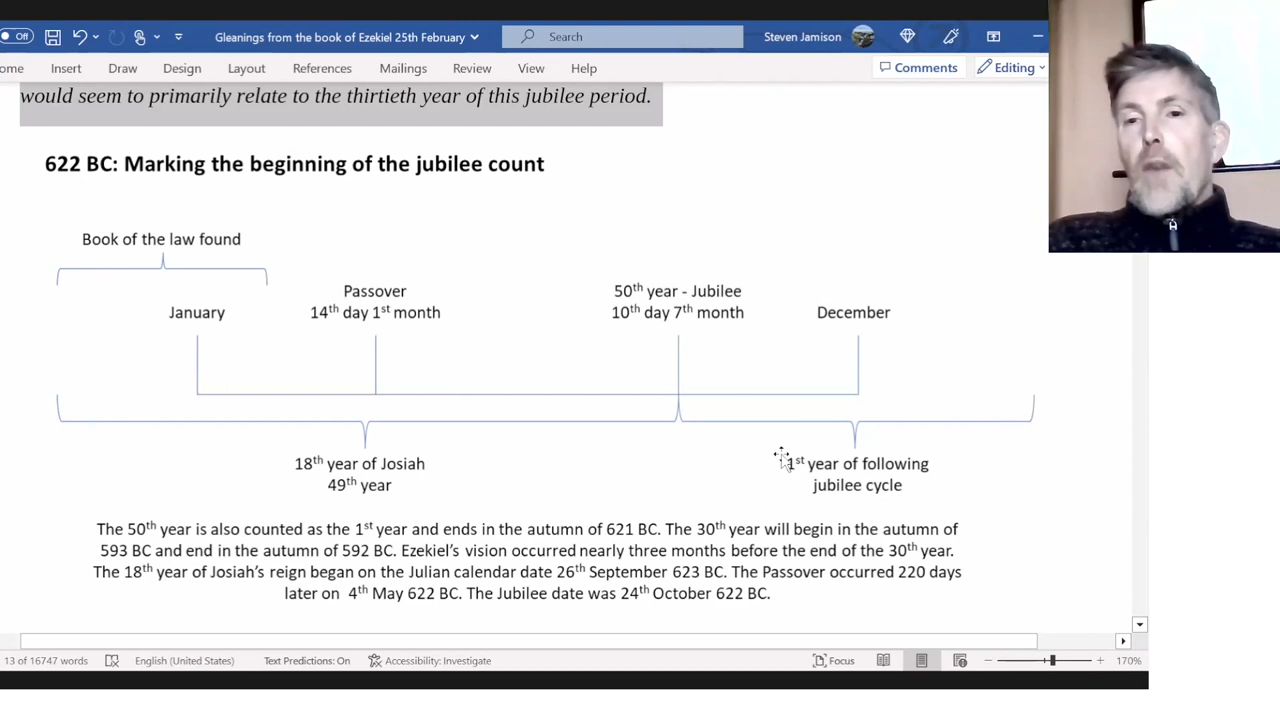 Off
Gleanings from the book of Ezekiel 25th February
Search
Steven Jamison
ome Insert Draw Design Layout References Mailings Review View Help
Comments Editing
would seem to primarily relate to the thirtieth year of this jubilee period.
622 BC: Marking the beginning of the jubilee count
Book of the law found
January
Passover
14th day 1st month
50th year - Jubilee
10th day 7th month
December
18th year of Josiah
49th year
1st year of following
jubilee cycle
The 50th year is also counted as the 1st year and ends in the autumn of 621 BC. The 30th year will begin in the autumn of
593 BC and end in the autumn of 592 BC. Ezekiel's vision occurred nearly three months before the end of the 30th year.
The 18th year of Josiah's reign began on the Julian calendar date 26th September 623 BC. The Passover occurred 220 days
later on 4th May 622 BC. The Jubilee date was 24th October 622 BC.
13 of 16747 words English (United States) Text Predictions: On Accessibility: Investigate Focus 170%